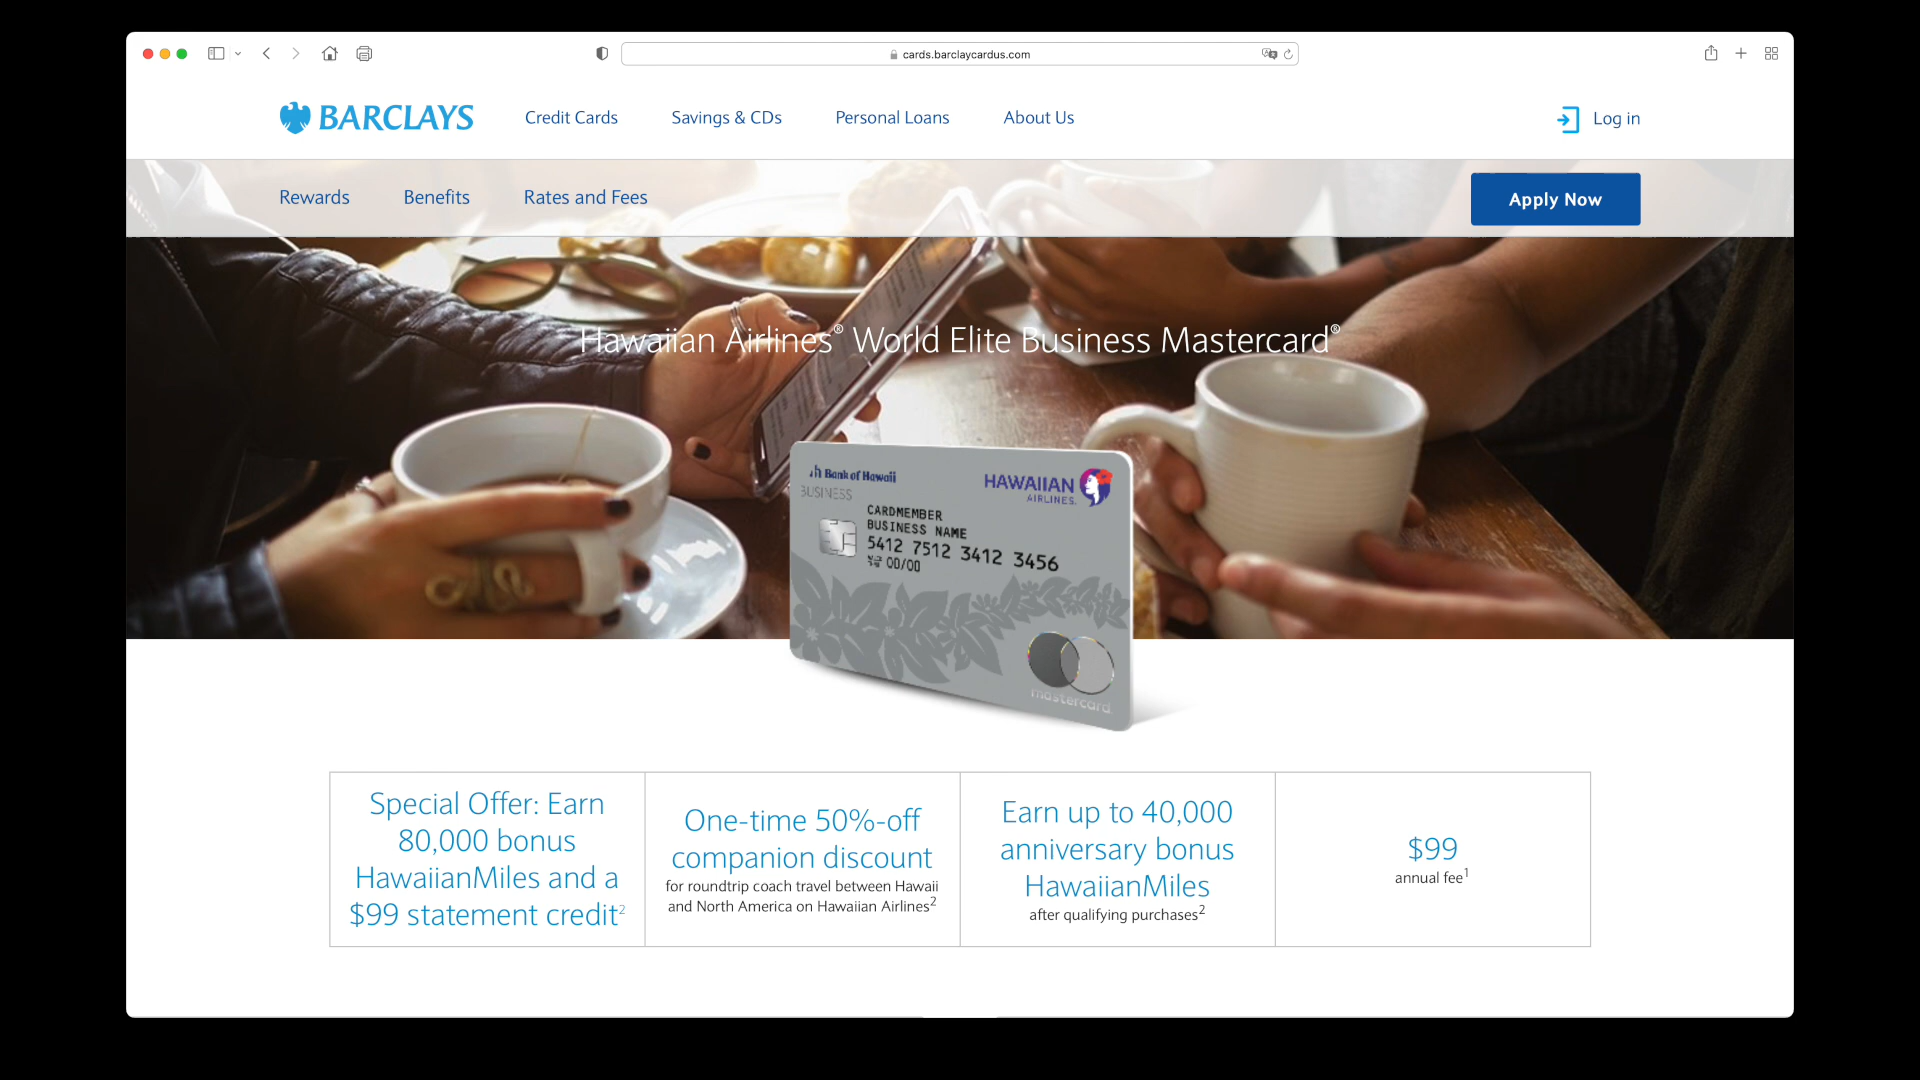 cards.barclaycardus.com
BARCLAYS
Credit Cards
Savings & CDs
Personal Loans
About Us
Log in
Rewards
Benefits
Rates and Fees
Apply Now
Hawaiian Airlines® World Elite Business Mastercard®
Bank of Hawaii
BUSINESS
HAWAIIAN
AIRLINES.
CARDMEMBER
BUSINESS NAME
5412 7512 3412 3456
00/00
mastercard
Special Offer: Earn
80,000 bonus
HawaiianMiles and a
$99 statement credit2
One-time 50%-off
companion discount
for roundtrip coach travel between Hawaii
and North America on Hawaiian Airlines2
Earn up to 40,000
anniversary bonus
HawaiianMiles
after qualifying purchases2
$99
annual fee1